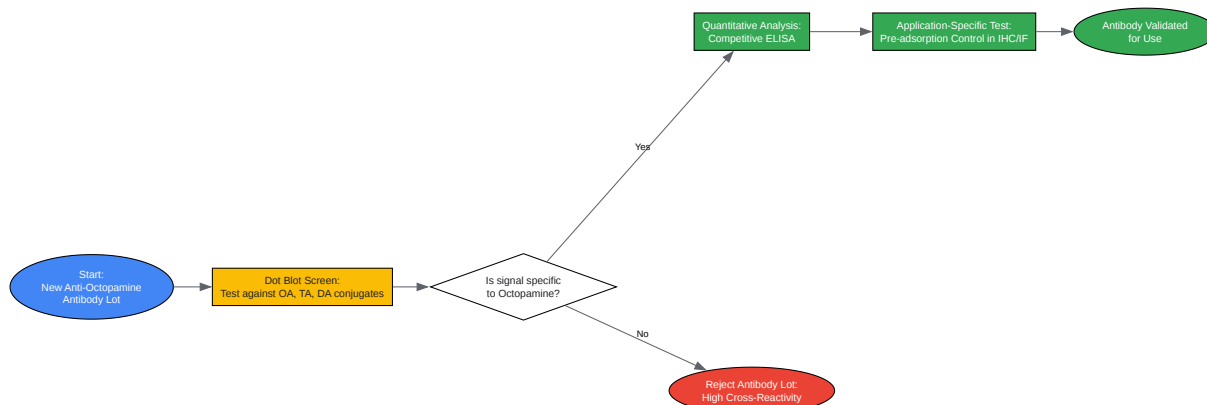 Start:
New Anti-Octopamine
Antibody Lot
Dot Blot Screen:
Test against OA, TA, DA conjugates
Is signal specific
to Octopamine?
Yes
Quantitative Analysis:
Competitive ELISA
Application-Specific Test:
Pre-adsorption Control in IHC/IF
Antibody Validated
for Use
No
Reject Antibody Lot:
High Cross-Reactivity